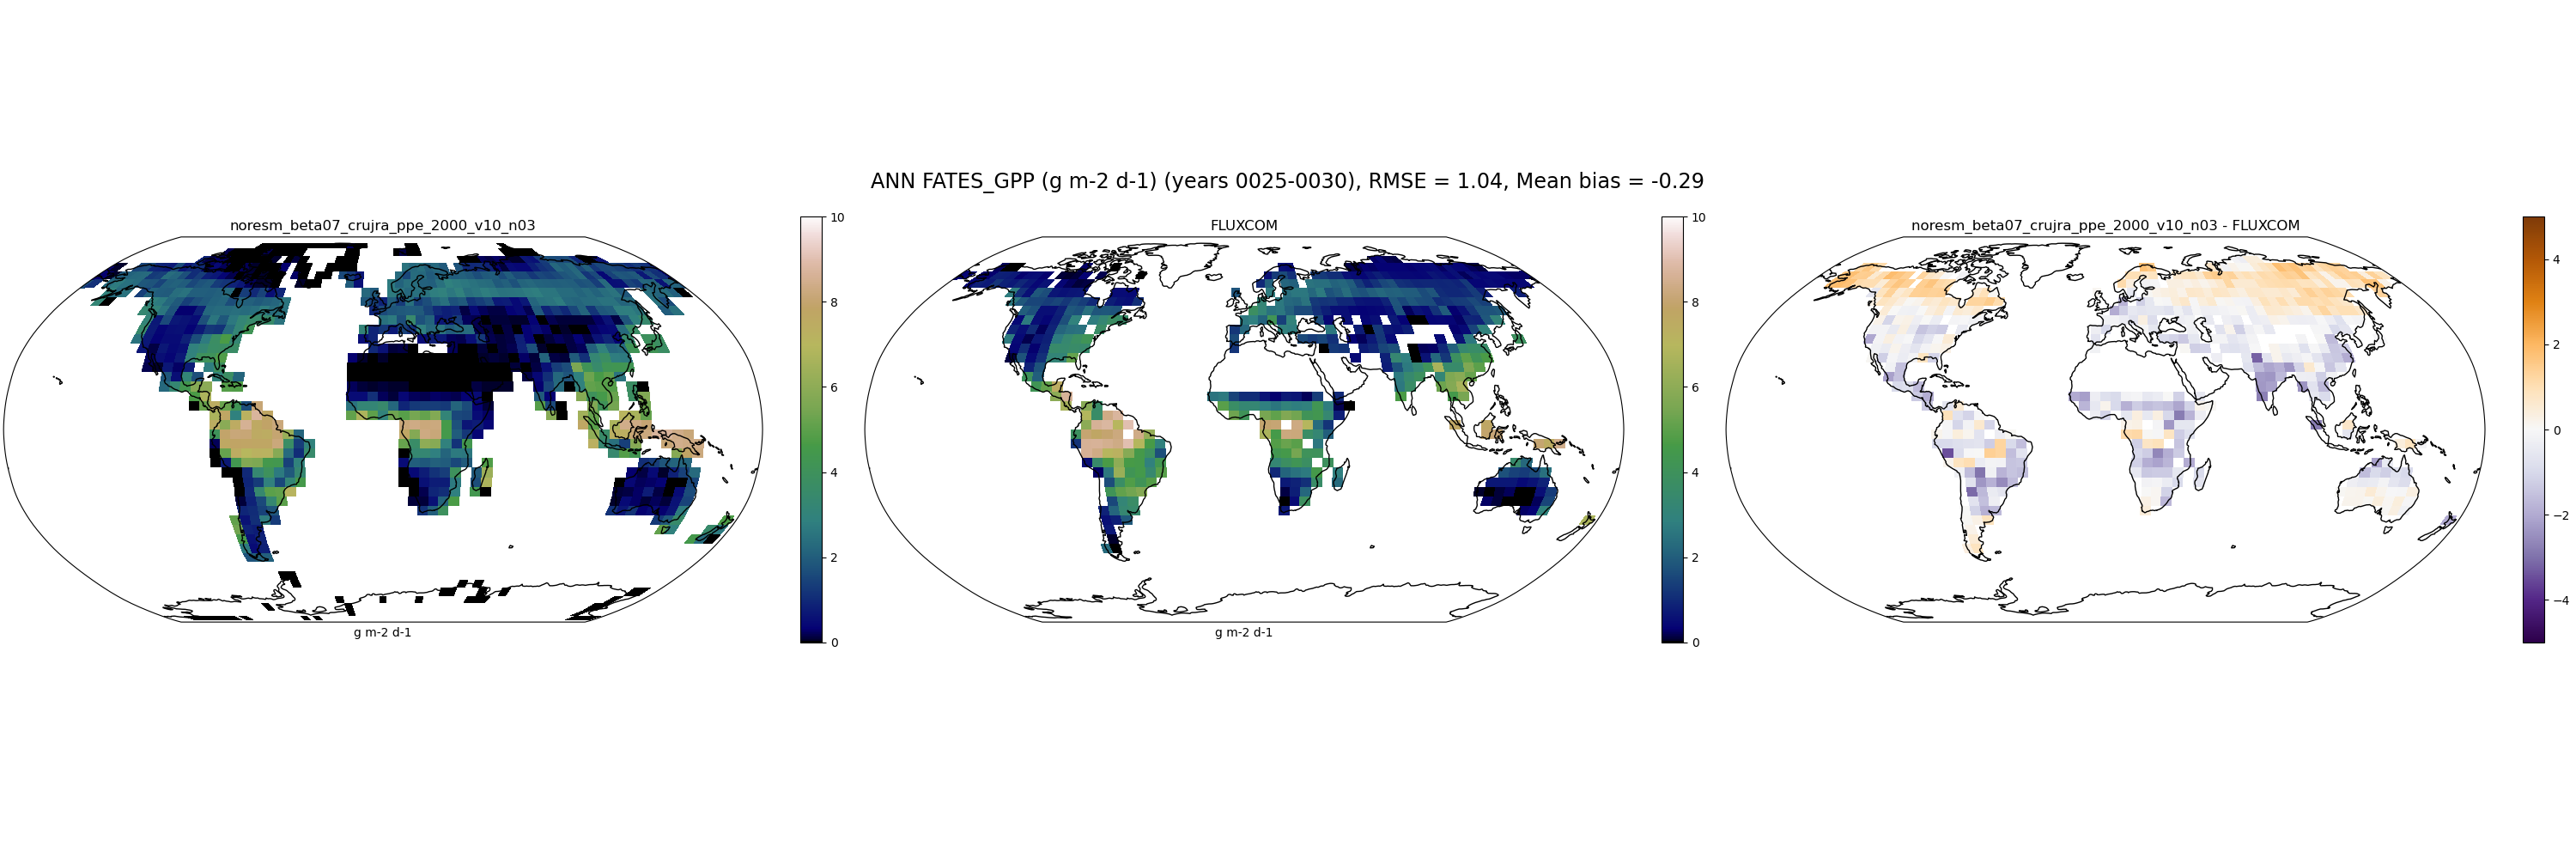 ANN FATES_GPP (g m-2 d-1) (years 0025-0030), RMSE = 1.04, Mean bias = -0.29
noresm_beta07_crujra_ppe_2000_v10_n03
10
8
6
4
2
0
g m-2 d-1
FLUXCOM
10
8
6
4
2
0
g m-2 d-1
noresm_beta07_crujra_ppe_2000_v10_n03 - FLUXCOM
4
2
0
−2
−4